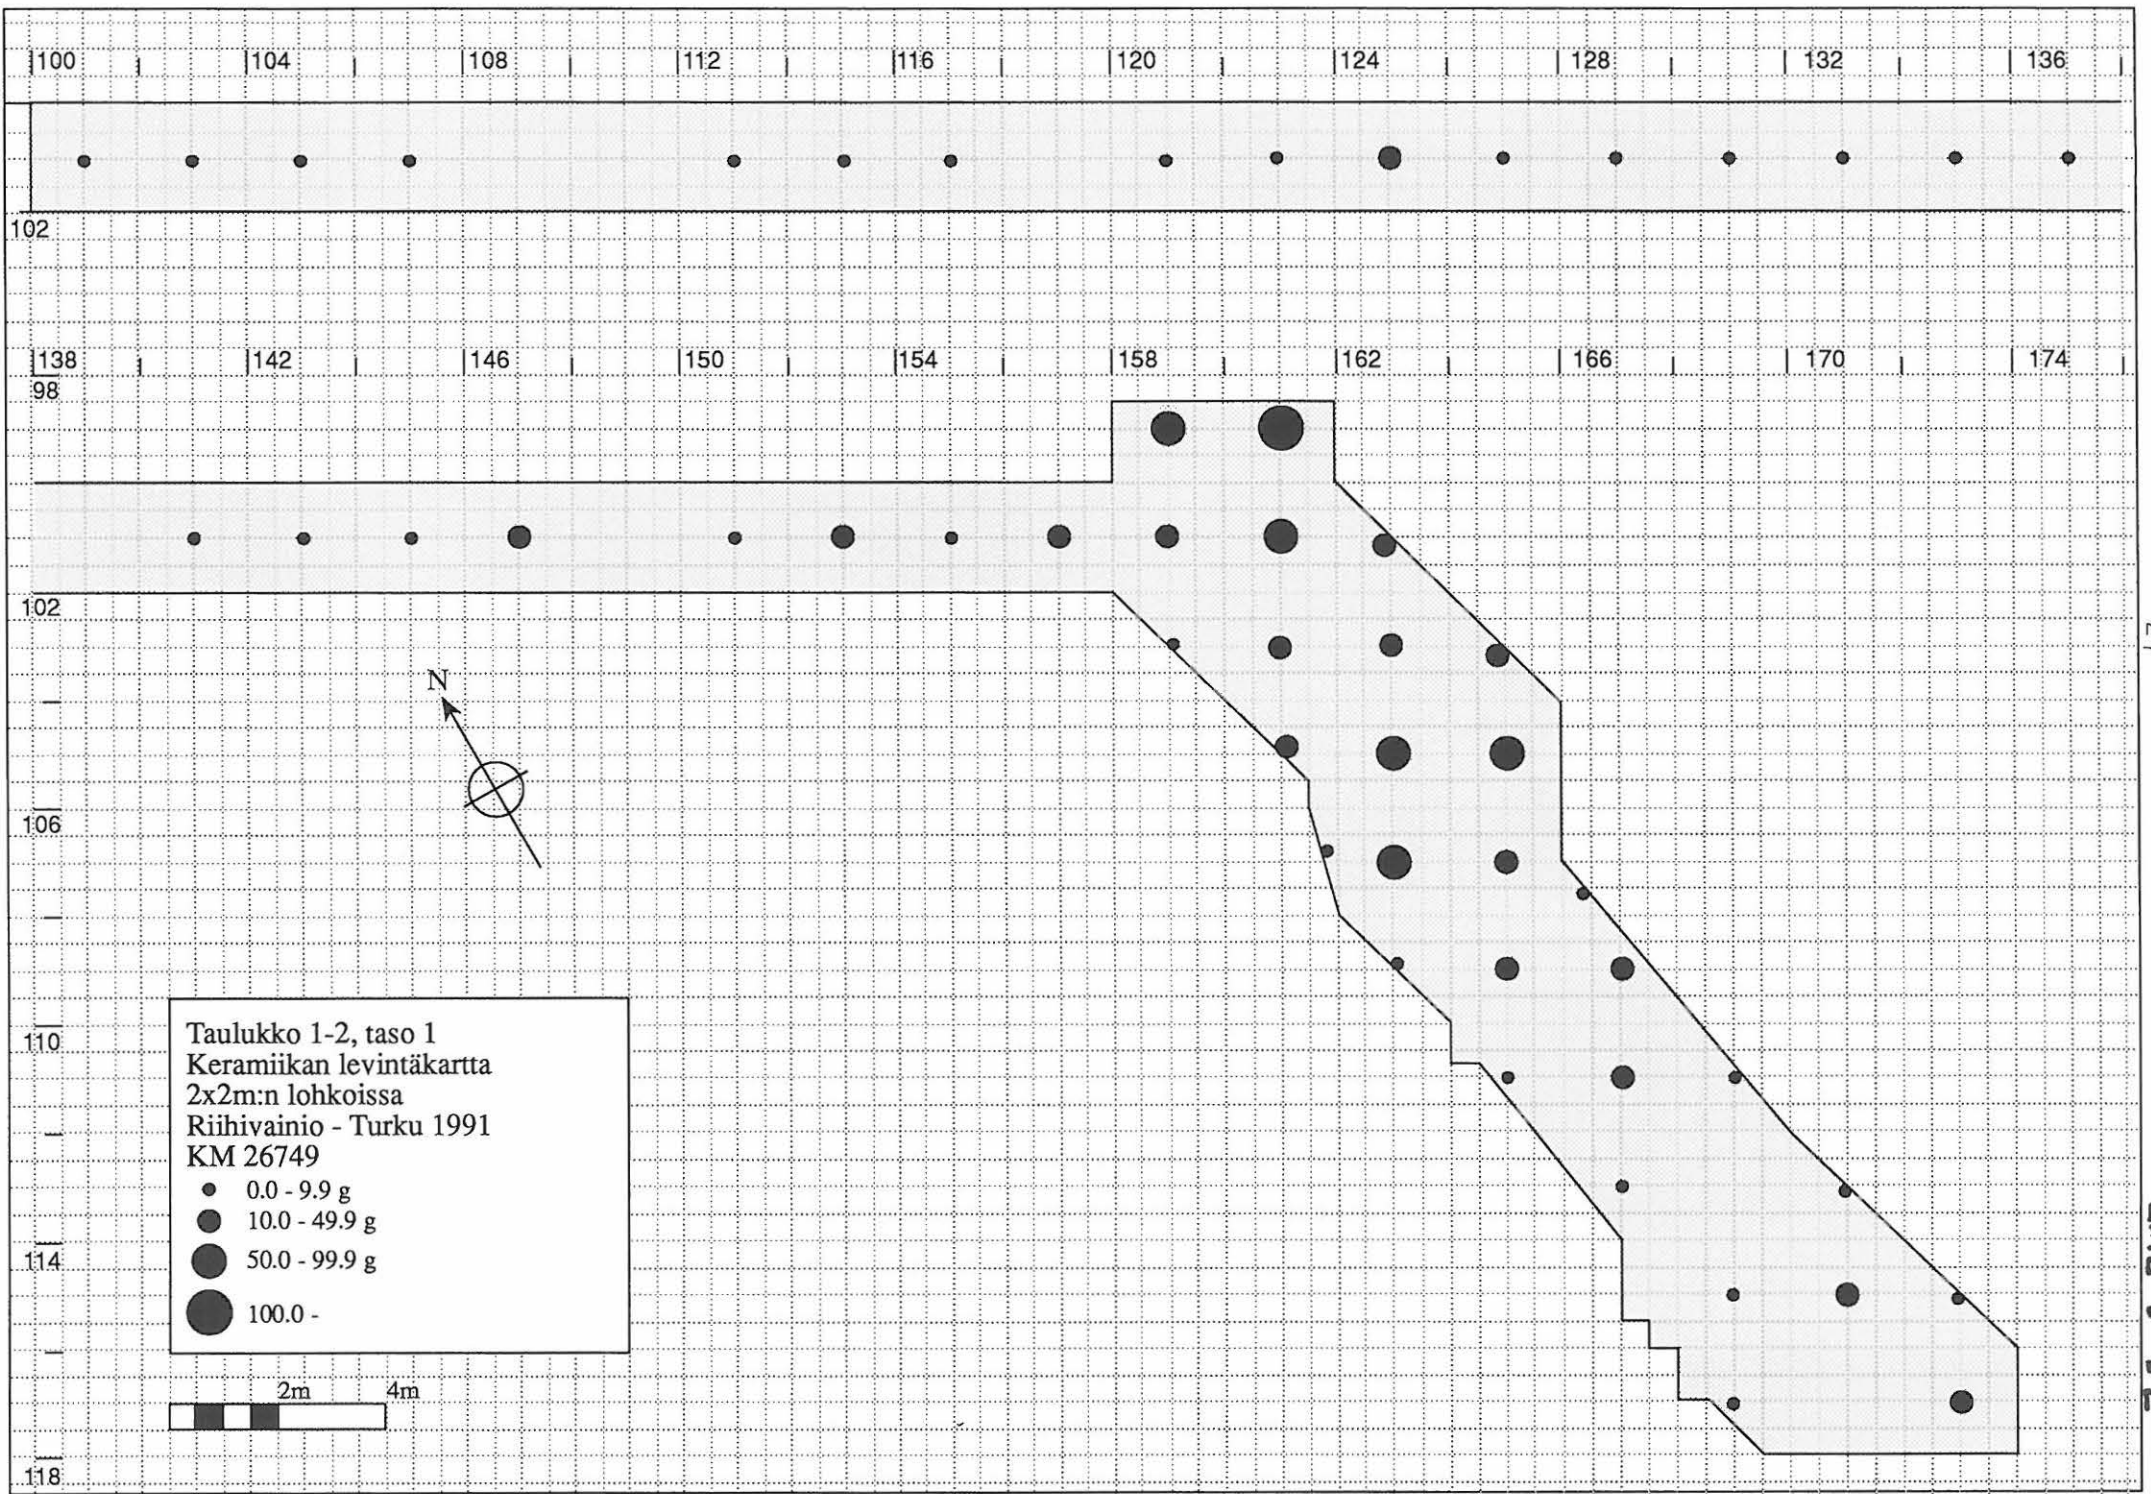 100 104 108 112 116 120 124 128 132 136
102
138 142 146 150 154 158 162 166 170 174
98
102
N
106
110
Taulukko 1-2, taso 1
Keramiikan levintäkartta
2x2m:n lohkoissa
Riihivainio - Turku 1991
KM 26749
0.0 - 9.9 g
10.0 - 49.9 g
50.0 - 99.9 g
100.0 -
114
2m 4m
118